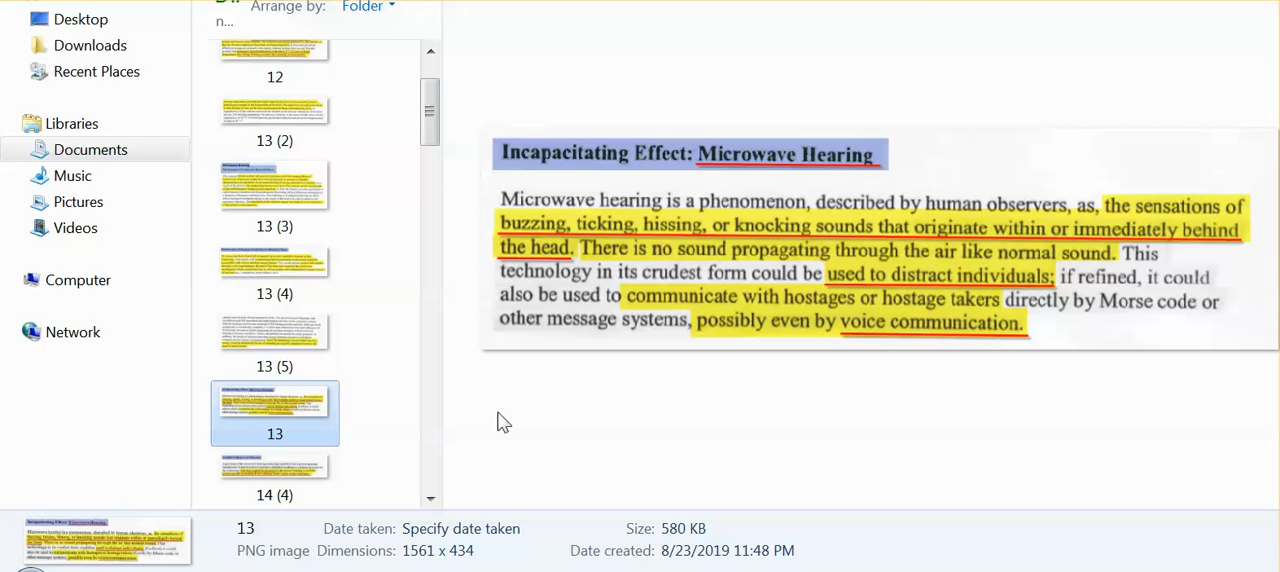 Desktop
Downloads
Recent Places
Libraries
Documents
Music
Pictures
Videos
Computer
Network
n...
Arrange by: Folder
12
13 (2)
13 (3)
13 (4)
13 (5)
13
14 (4)
Incapacitating Effect: Microwave Hearing
Microwave hearing is a phenomenon, described by human observers, as, the sensations of
buzzing, ticking, hissing, or knocking sounds that originate within or immediately behind
the head. There is no sound propagating through the air like normal sound. This
technology in its crudest form could be used to distract individuals; if refined, it could
also be used to communicate with hostages or hostage takers directly by Morse code or
other message systems, possibly even by voice communication.
13
PNG image
Date taken: Specify date taken
Dimensions: 1561 x 434
Size: 580 KB
Date created: 8/23/2019 11:48 PM